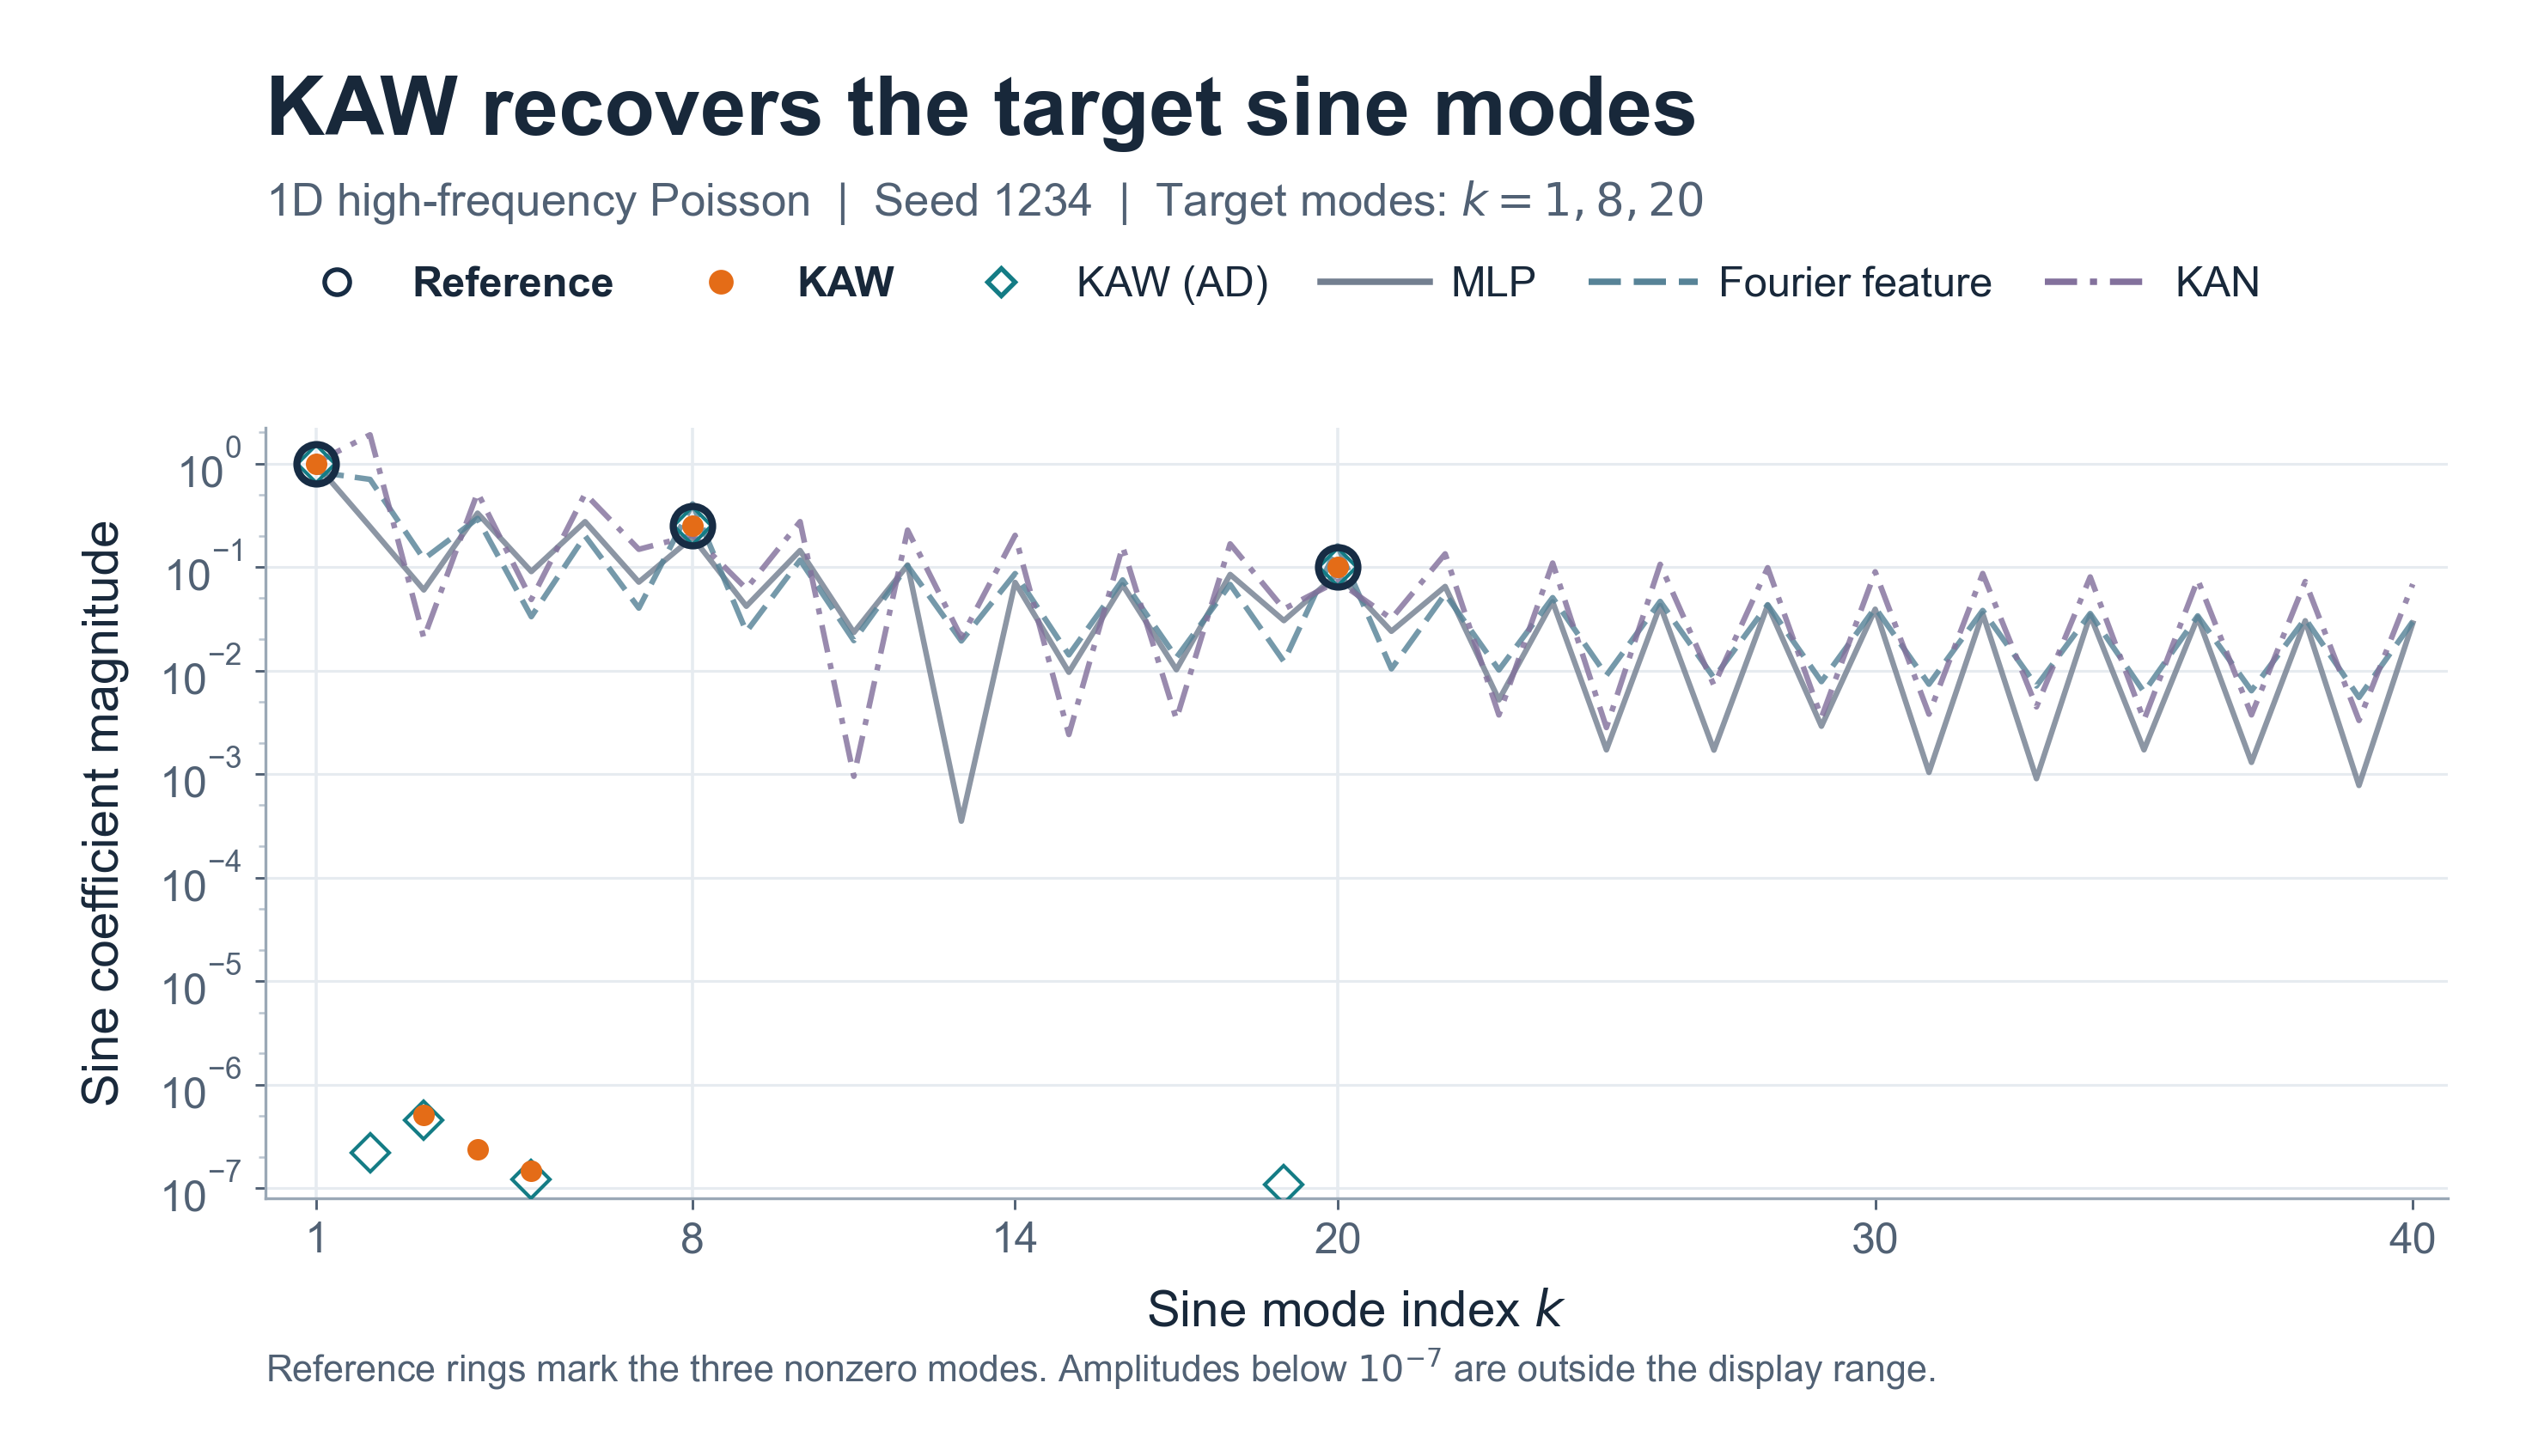 KAW recovers the target sine modes
1D high-frequency Poisson | Seed 1234 | Target modes: k = 1, 8, 20
Reference KAW KAW (AD) MLP Fourier feature KAN
Sine coefficient magnitude
10⁰
10⁻¹
10⁻²
10⁻³
10⁻⁴
10⁻⁵
10⁻⁶
10⁻⁷
1 8 14 20 30 40
Sine mode index k
Reference rings mark the three nonzero modes. Amplitudes below 10⁻⁷ are outside the display range.